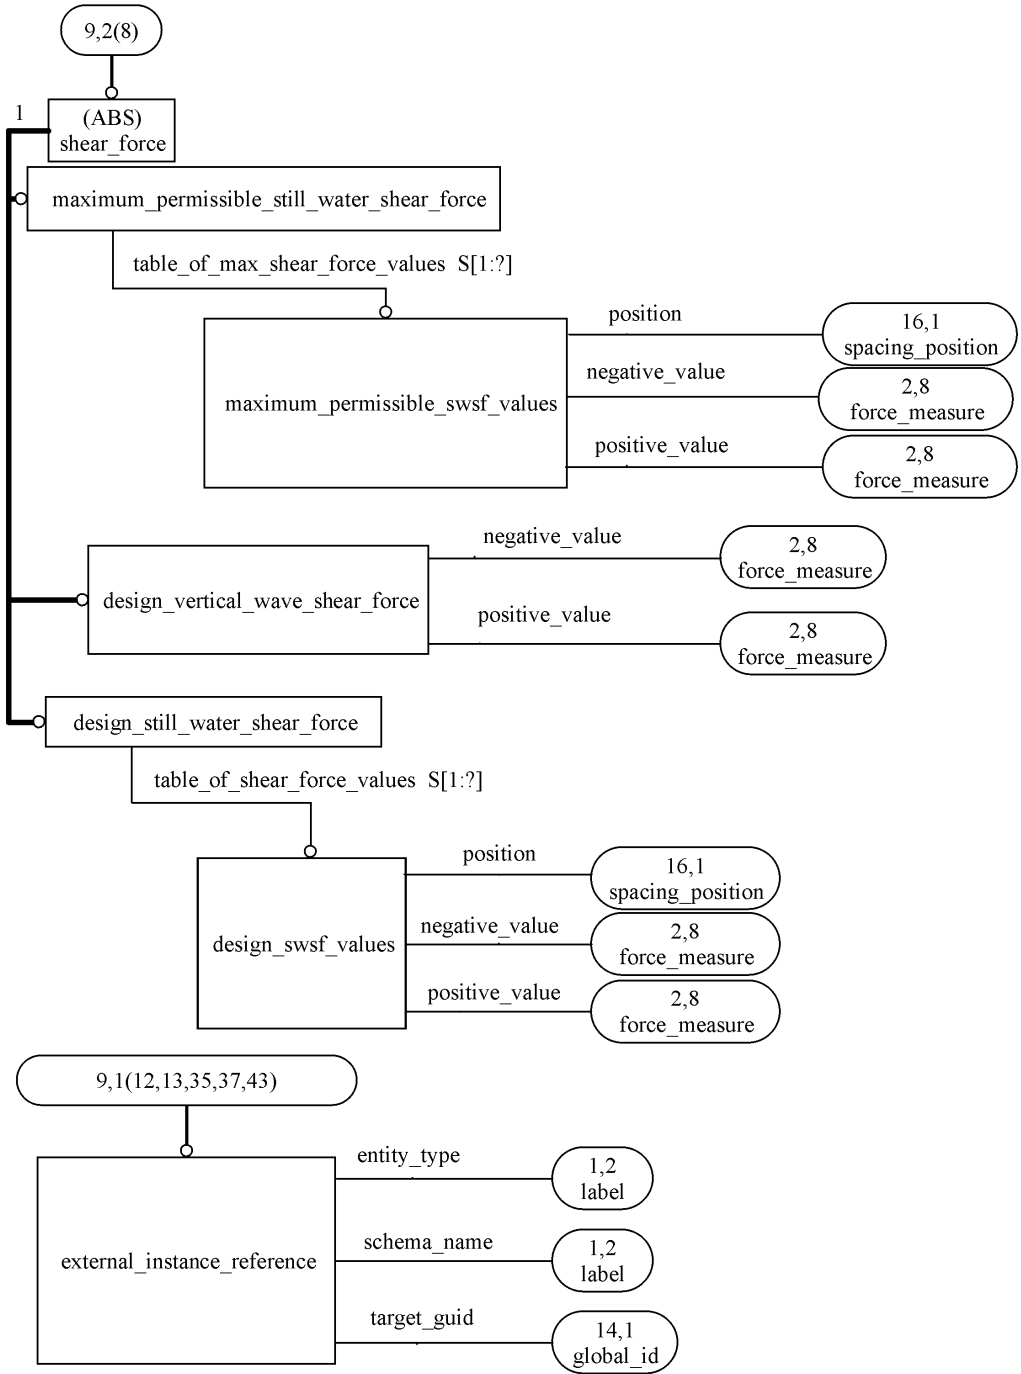 9,2(8)
1
(ABS)
shear_force
maximum_permissible_still_water_shear_force
table_of_max_shear_force_values S[1:?]
position
16,1
spacing_position
negative_value
2,8
force_measure
maximum_permissible_swsf_values
positive_value
2,8
force_measure
negative_value
2,8
force_measure
design_vertical_wave_shear_force
positive_value
2,8
force_measure
design_still_water_shear_force
table_of_shear_force_values S[1:?]
position
16,1
spacing_position
negative_value
2,8
force_measure
design_swsf_values
positive_value
2,8
force_measure
9,1(12,13,35,37,43)
entity_type
1,2
label
schema_name
1,2
label
external_instance_reference
target_guid
14,1
global_id